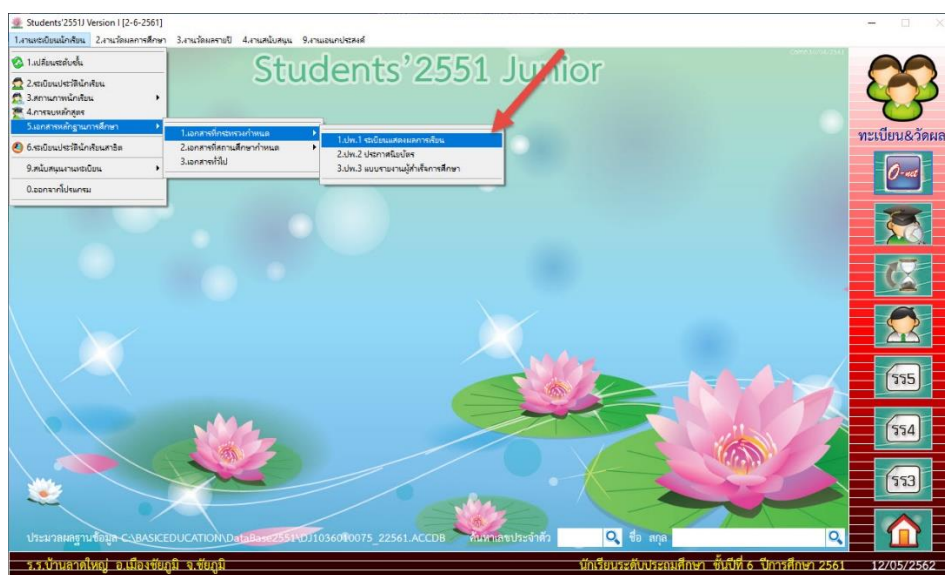 Students'2551J Version I [2-6-2561]
1.งานทะเบียนนักเรียน 2.งานวัดผลการศึกษา 3.งานวัดผลรายปี 4.งานสนับสนุน 9.งานอเนกประสงค์
Students'2551 Junior
1.เปลี่ยนระดับชั้น
2.ระเบียนประวัตินักเรียน
3.สถานภาพนักเรียน
4.การจบหลักสูตร
5.เอกสารหลักฐานการศึกษา
6.ระเบียนประวัตินักเรียนสาธิต
9.สนับสนุนงานทะเบียน
0.ออกจากโปรแกรม
1.เอกสารที่กระทรวงกำหนด
2.เอกสารที่สถานศึกษากำหนด
3.เอกสารทั่วไป
1.ปพ.1 ระเบียนแสดงผลการเรียน
2.ปพ.2 ประกาศนียบัตร
3.ปพ.3 แบบรายงานผู้สำเร็จการศึกษา
ทะเบียน&วัดผล
O-net
รร5
รร4
รร3
ประมวลผลฐานข้อมูล C:\BASICEDUCATION\DataBase2551\DJ1036010075_22561.ACCDB ค้นหาเลขประจำตัว ชื่อ สกุล
ร.ร.บ้านลาดใหญ่ อ.เมืองชัยภูมิ จ.ชัยภูมิ นักเรียนระดับประถมศึกษา ชั้นปีที่ 6 ปีการศึกษา 2561 12/05/2562